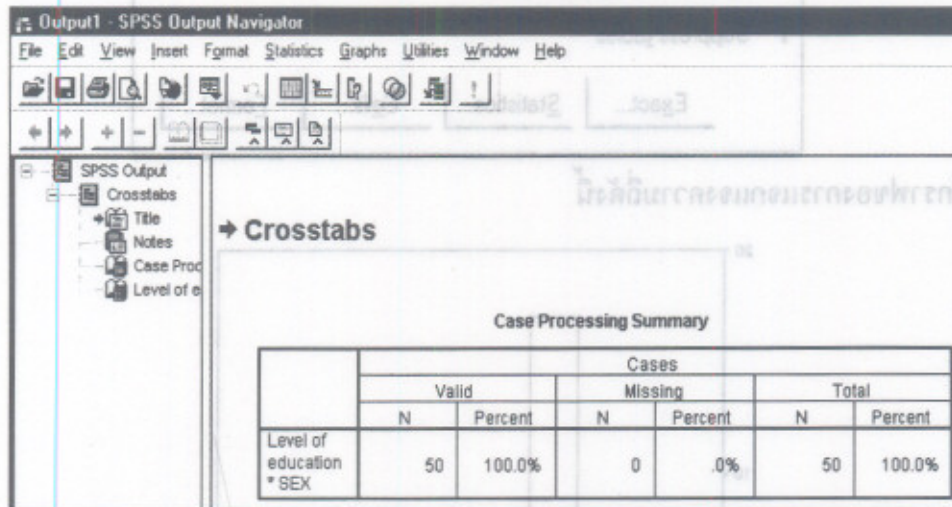 Output1 - SPSS Output Navigator
File Edit View Insert Format Statistics Graphs Utilities Window Help
SPSS Output
Crosstabs
Title
Notes
Case Proc
Level of e
Crosstabs
Case Processing Summary
Cases
Valid Missing Total
N Percent N Percent N Percent
Level of
education
* SEX
50 100.0% 0 .0% 50 100.0%